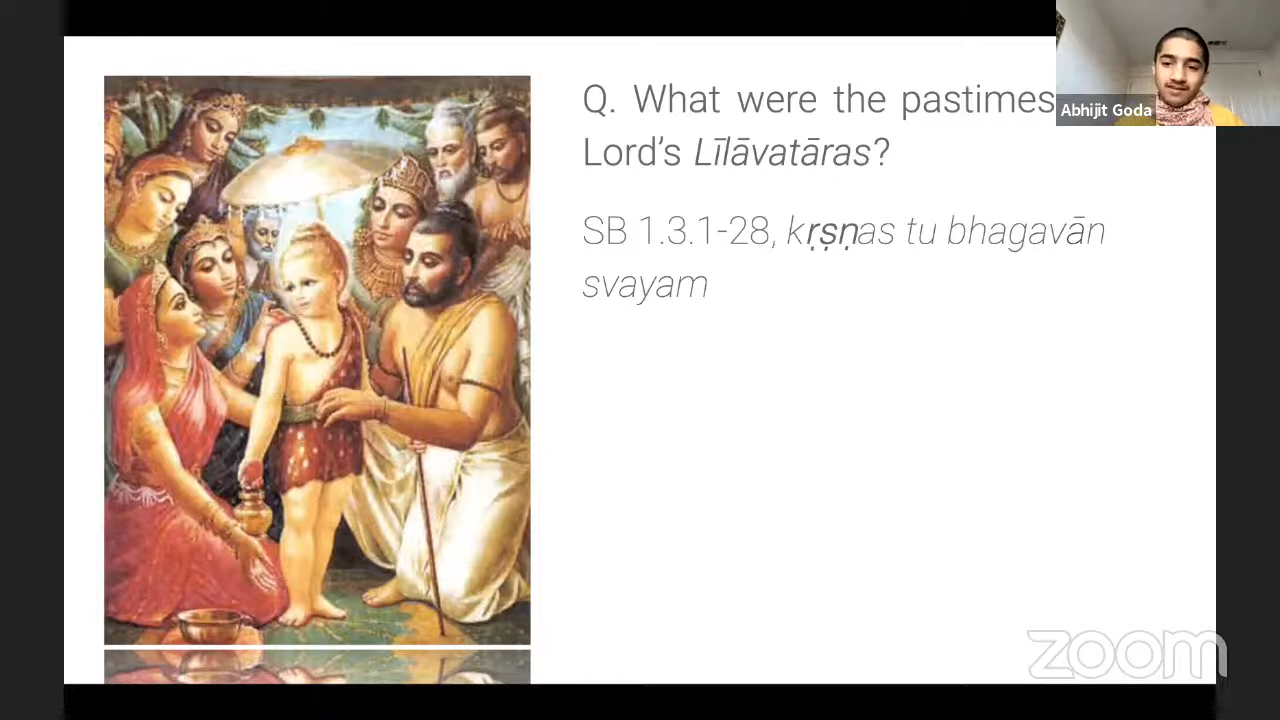 Q. What were the pastimes
Lord's Līlāvatāras?
SB 1.3.1-28, kṛṣṇas tu bhagavān
svayam
Abhijit Goda
zoom